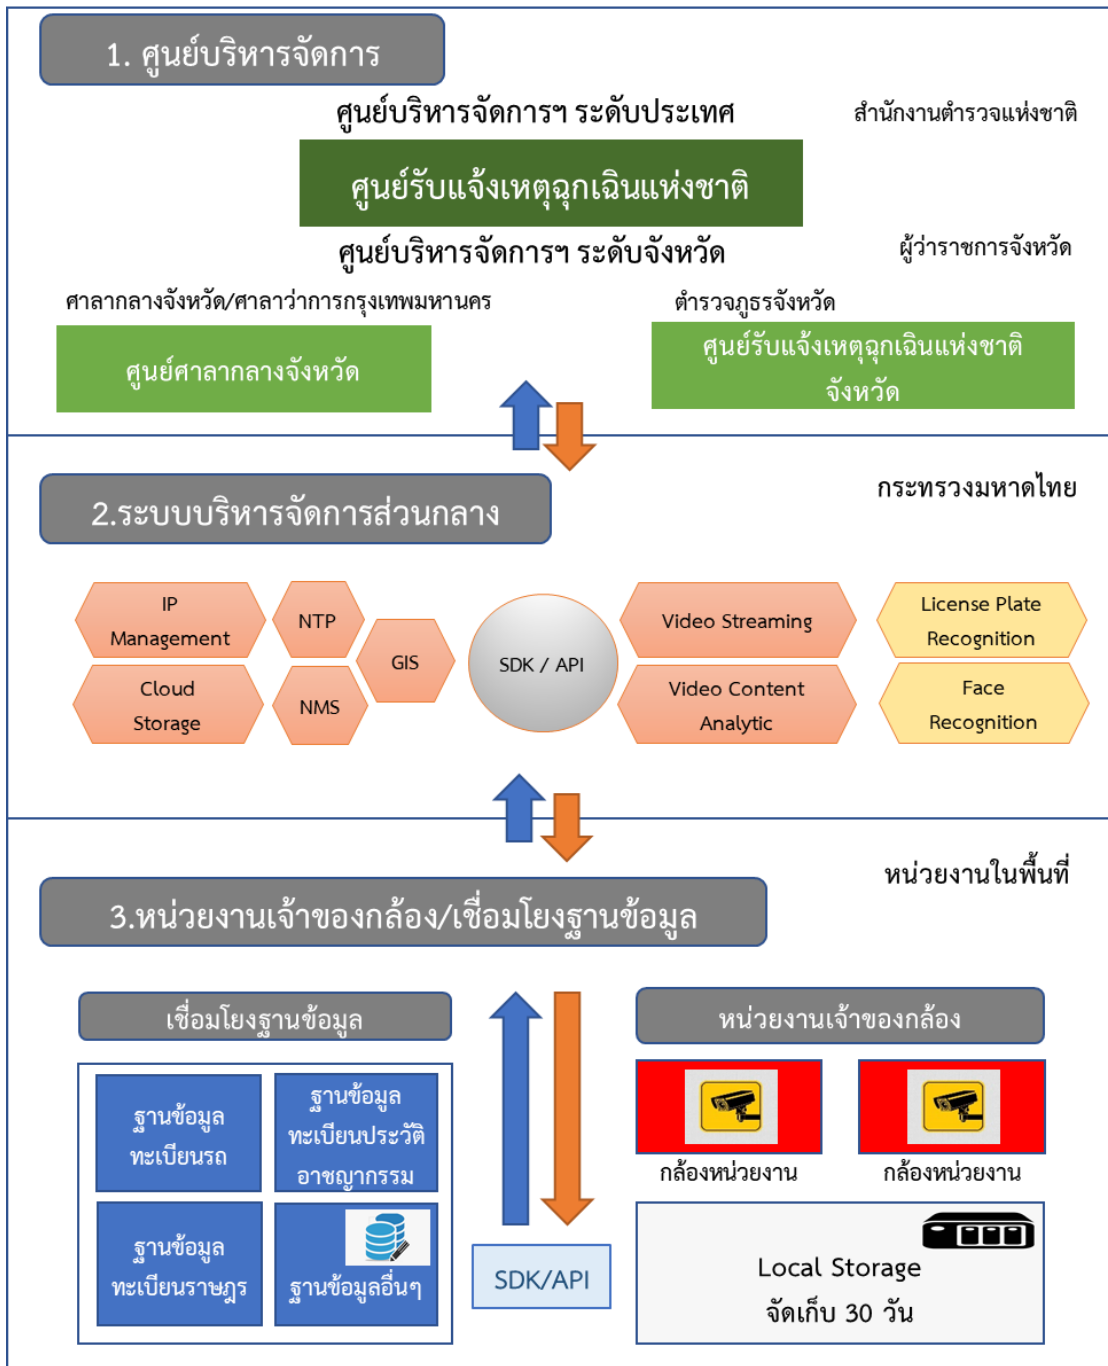 1. ศูนย์บริหารจัดการ
ศูนย์บริหารจัดการฯ ระดับประเทศ
สำนักงานตำรวจแห่งชาติ
ศูนย์รับแจ้งเหตุฉุกเฉินแห่งชาติ
ศูนย์บริหารจัดการฯ ระดับจังหวัด
ผู้ว่าราชการจังหวัด
ศาลากลางจังหวัด/ศาลาว่าการกรุงเทพมหานคร
ตำรวจภูธรจังหวัด
ศูนย์ศาลากลางจังหวัด
ศูนย์รับแจ้งเหตุฉุกเฉินแห่งชาติ
จังหวัด
2.ระบบบริหารจัดการส่วนกลาง
กระทรวงมหาดไทย
IP
Management
NTP
GIS
SDK / API
Video Streaming
License Plate
Recognition
Cloud
Storage
NMS
Video Content
Analytic
Face
Recognition
3.หน่วยงานเจ้าของกล้อง/เชื่อมโยงฐานข้อมูล
หน่วยงานในพื้นที่
เชื่อมโยงฐานข้อมูล
หน่วยงานเจ้าของกล้อง
ฐานข้อมูล
ทะเบียนรถ
ฐานข้อมูล
ทะเบียนประวัติ
อาชญากรรม
กล้องหน่วยงาน
กล้องหน่วยงาน
ฐานข้อมูล
ทะเบียนราษฎร
ฐานข้อมูลอื่นๆ
SDK/API
Local Storage
จัดเก็บ 30 วัน